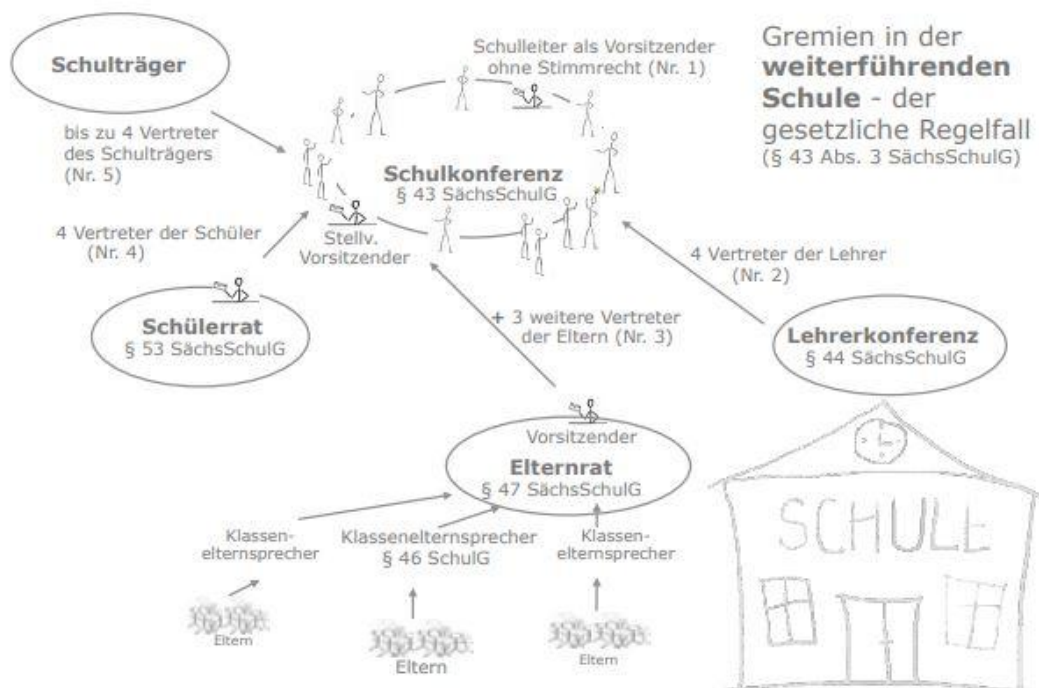 Gremien in der
weiterführenden
Schule - der
gesetzliche Regelfall
(§ 43 Abs. 3 SächsSchulG)
Schulträger
Schulleiter als Vorsitzender
ohne Stimmrecht (Nr. 1)
bis zu 4 Vertreter
des Schulträgers
(Nr. 5)
Schulkonferenz
§ 43 SächsSchulG
Stellv.
Vorsitzender
4 Vertreter der Schüler
(Nr. 4)
4 Vertreter der Lehrer
(Nr. 2)
Schülerrat
§ 53 SächsSchulG
+ 3 weitere Vertreter
der Eltern (Nr. 3)
Lehrerkonferenz
§ 44 SächsSchulG
Vorsitzender
Elternrat
§ 47 SächsSchulG
Klassen-
elternsprecher
Klassenelternsprecher
§ 46 SchulG
Klassen-
elternsprecher
Eltern
Eltern
Eltern
SCHULE